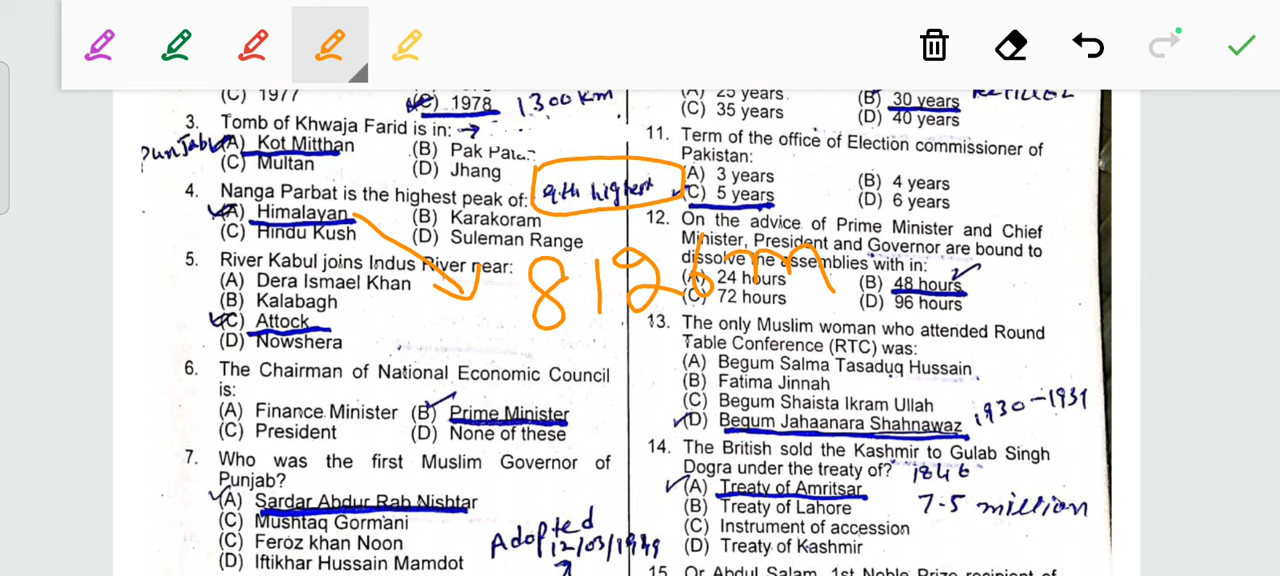 (C) 1977
(C) 1978 1300 km
3. Tomb of Khwaja Farid is in: →
Punjab (A) Kot Mitthan
(B) Pak
(C) Multan
(D) Jhang
4. Nanga Parbat is the highest peak of: 9th highest
(A) Himalayan
(B) Karakoram
(C) Hindu Kush
(D) Suleman Range
8126m
5. River Kabul joins Indus River near:
(A) Dera Ismael Khan
(B) Kalabagh
(C) Attock
(D) Nowshera
6. The Chairman of National Economic Council
is:
(A) Finance Minister (B) Prime Minister
(C) President (D) None of these
7. Who was the first Muslim Governor of
Punjab?
(A) Sardar Abdur Rab Nishtar
(C) Mushtaq Gormani
(C) Feroz khan Noon
(D) Iftikhar Hussain Mamdot
Adopted
12/03/1949
(A) 25 years (B) 30 years
(C) 35 years (D) 40 years
11. Term of the office of Election commissioner of
Pakistan:
(A) 3 years (B) 4 years
(C) 5 years (D) 6 years
12. On the advice of Prime Minister and Chief
Minister, President and Governor are bound to
dissolve the assemblies with in:
(A) 24 hours (B) 48 hours
(C) 72 hours (D) 96 hours
13. The only Muslim woman who attended Round
Table Conference (RTC) was:
(A) Begum Salma Tasaduq Hussain
(B) Fatima Jinnah
(C) Begum Shaista Ikram Ullah
(D) Begum Jahaanara Shahnawaz 1930-1931
14. The British sold the Kashmir to Gulab Singh
Dogra under the treaty of? 1846
(A) Treaty of Amritsar
(B) Treaty of Lahore 7.5 million
(C) Instrument of accession
(D) Treaty of Kashmir
15. Or Abdul Salam, 1st Noble Prize recipient of